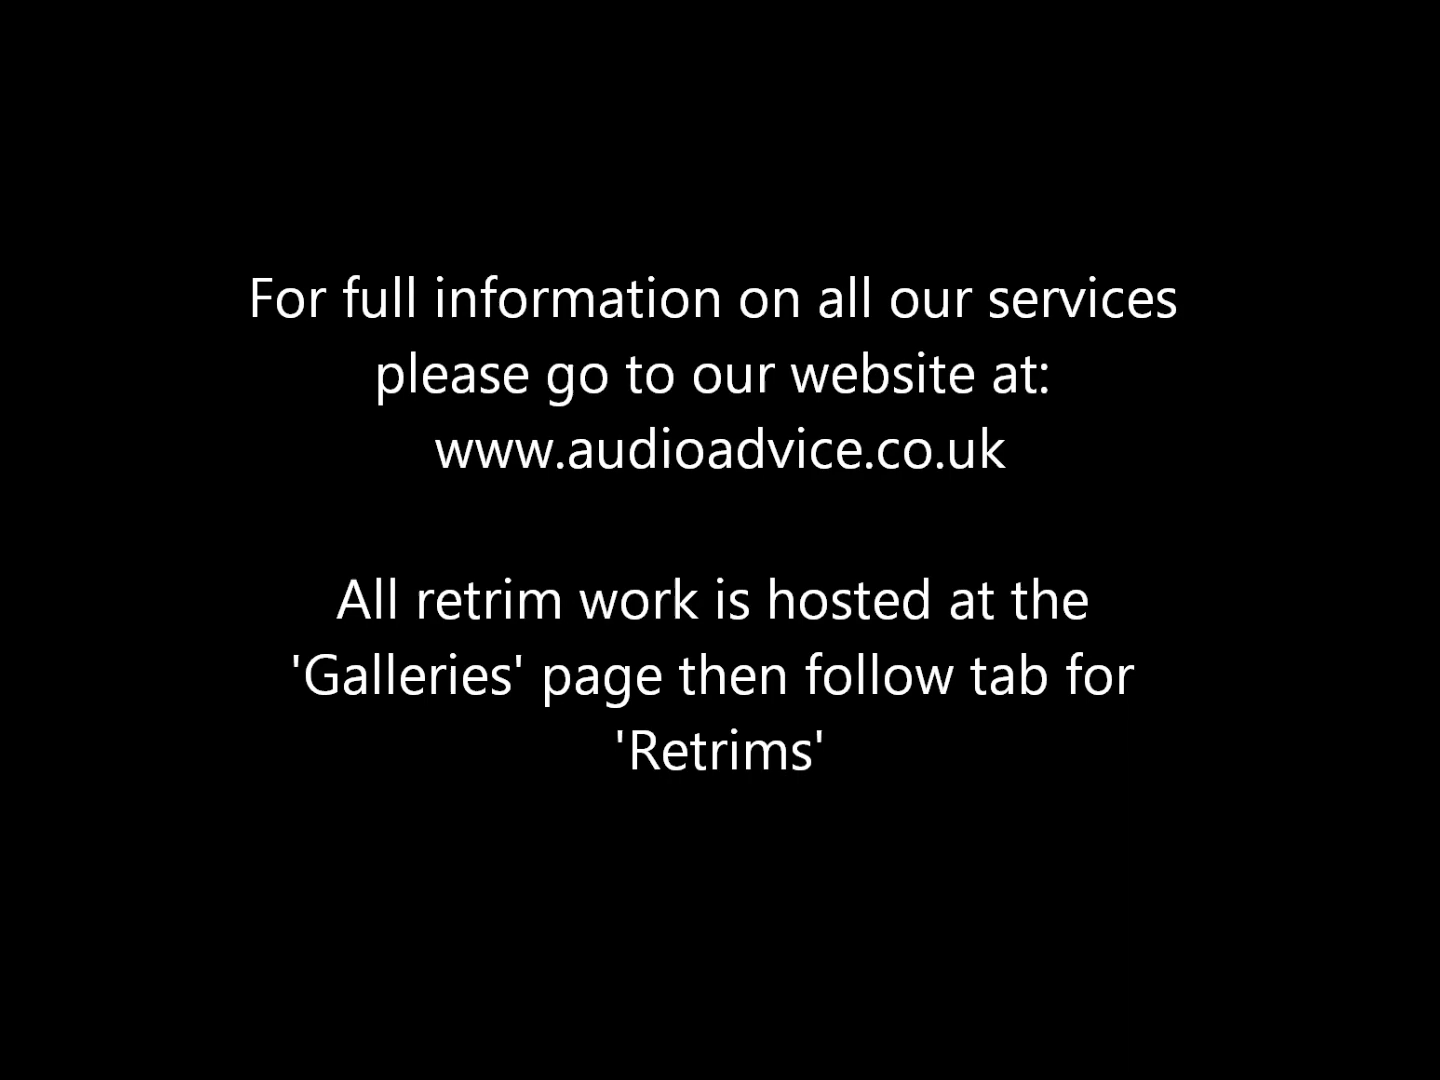 For full information on all our services
please go to our website at:
www.audioadvice.co.uk
All retrim work is hosted at the
'Galleries' page then follow tab for
'Retrims'